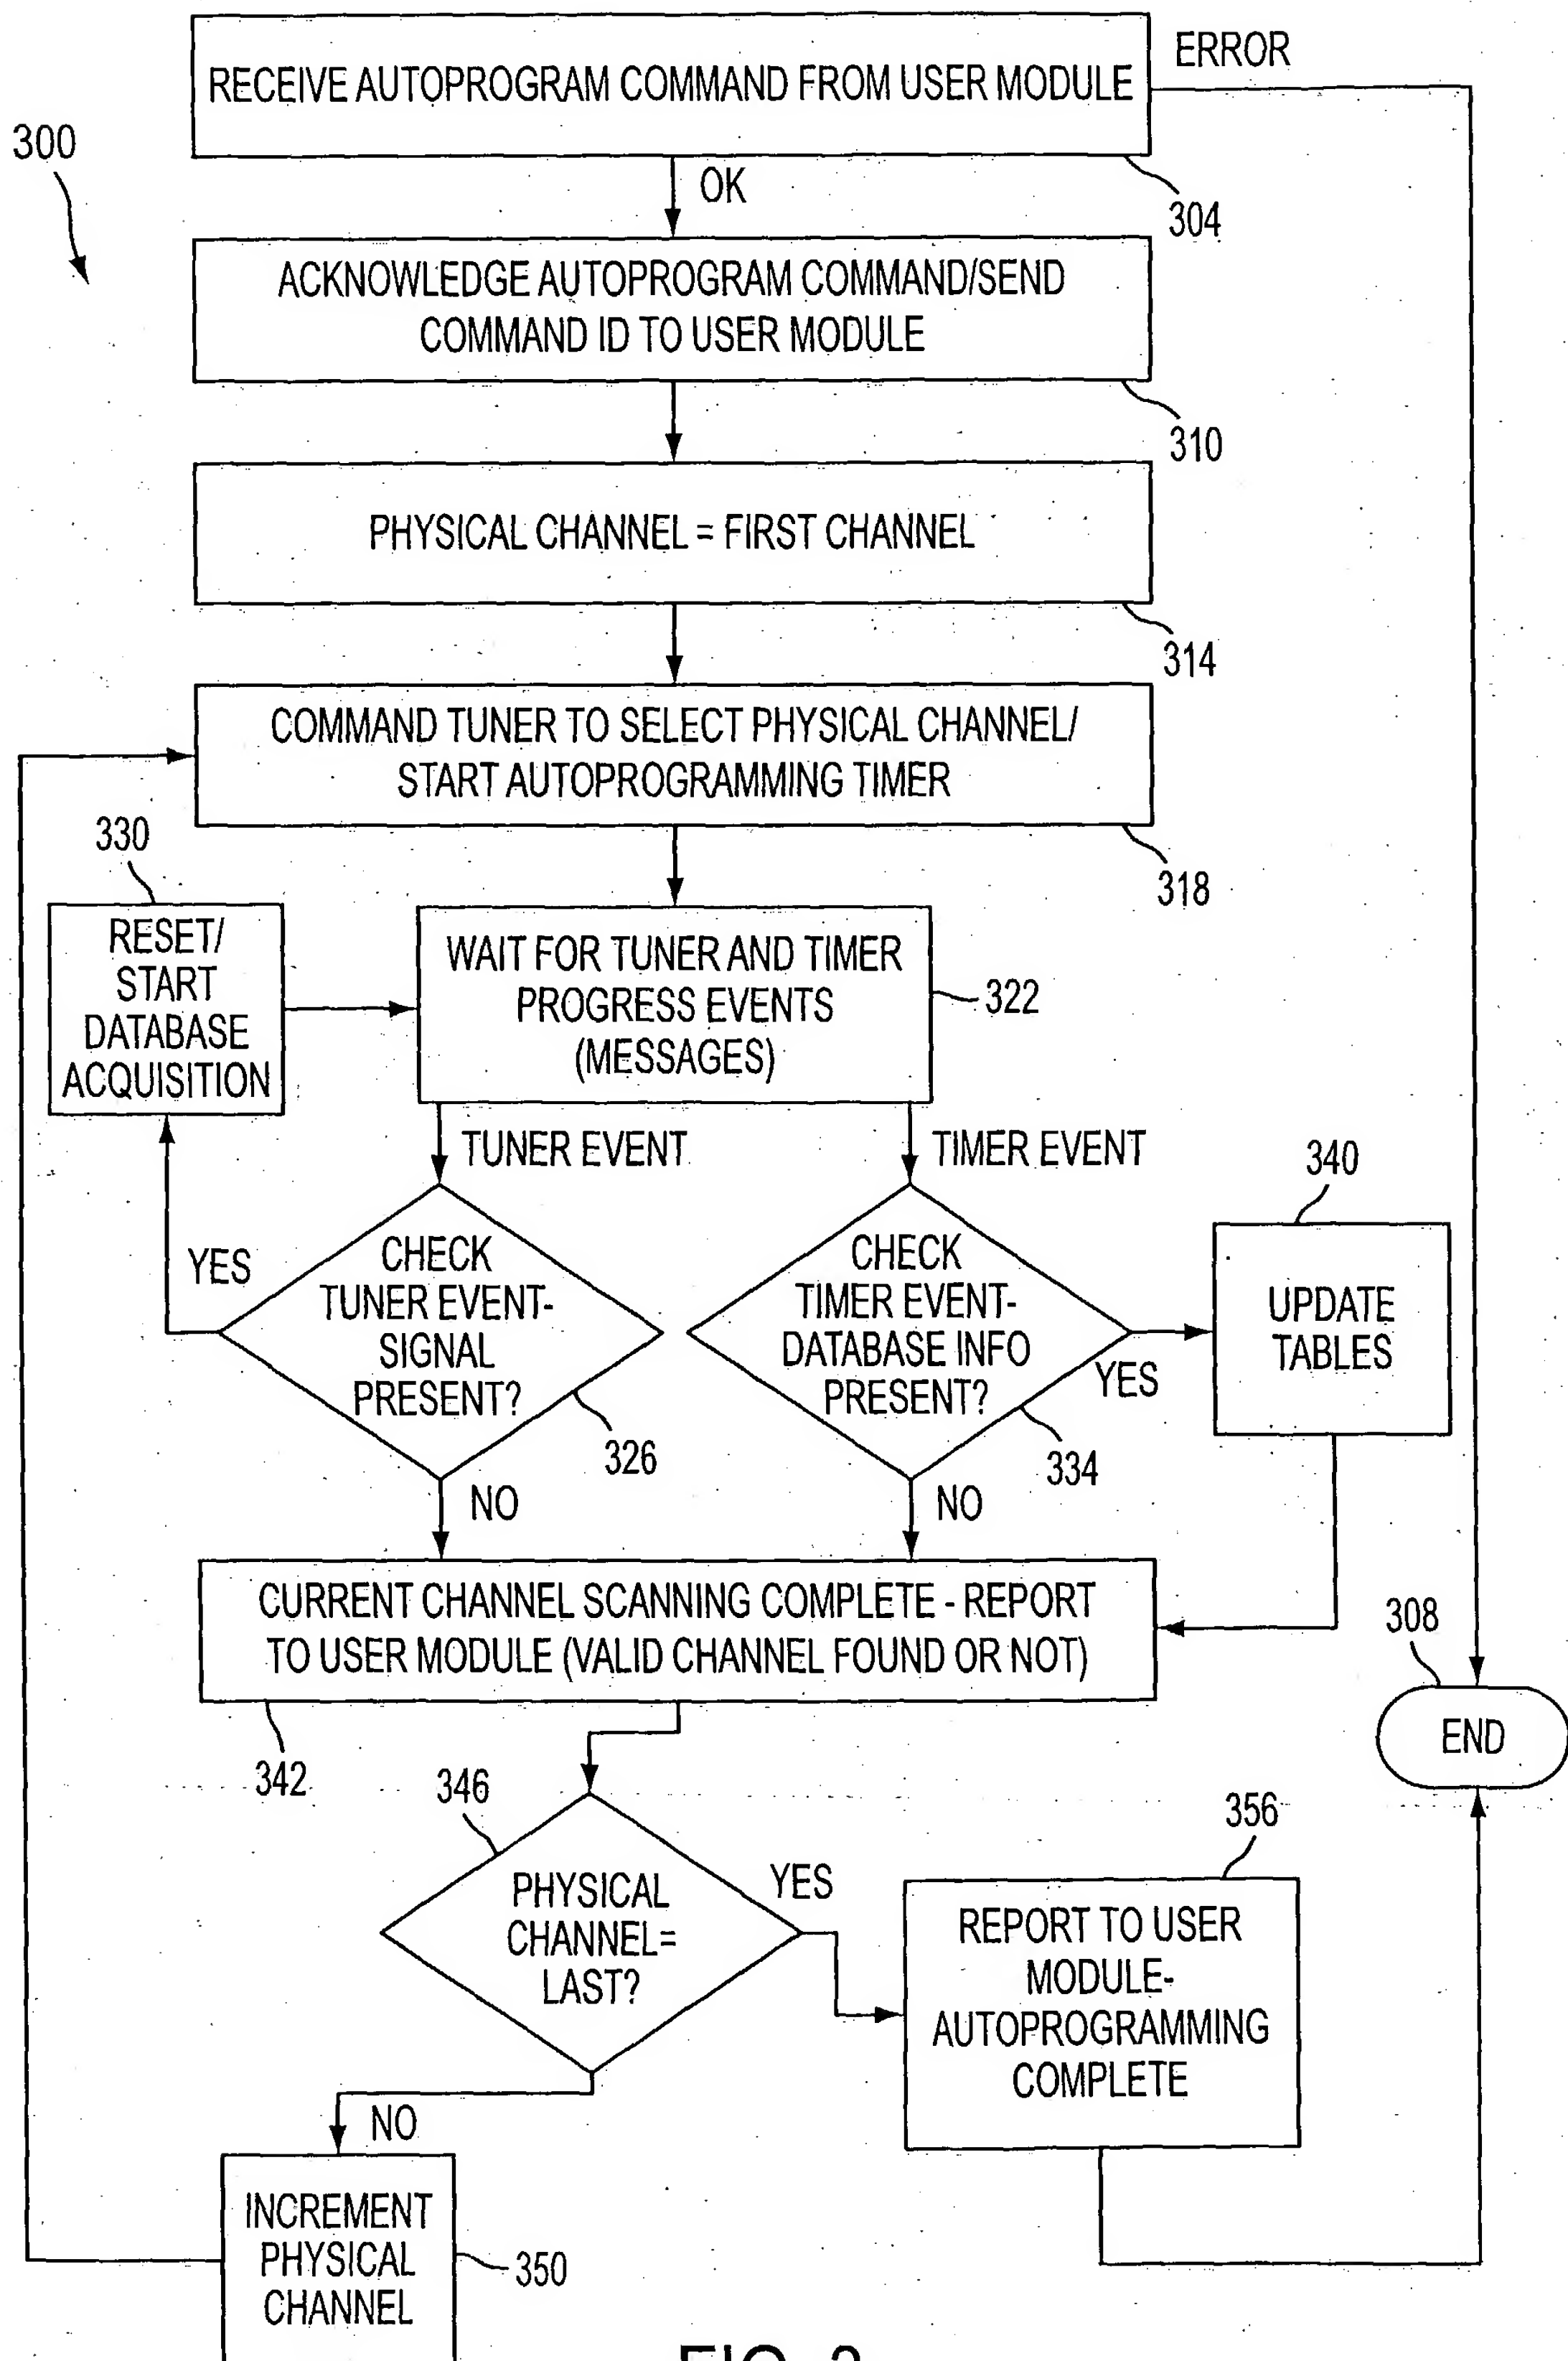 RECEIVE AUTOPROGRAM COMMAND FROM USER MODULE
ERROR
300
OK
304
ACKNOWLEDGE AUTOPROGRAM COMMAND/SEND
COMMAND ID TO USER MODULE
310
PHYSICAL CHANNEL = FIRST CHANNEL
314
COMMAND TUNER TO SELECT PHYSICAL CHANNEL/
START AUTOPROGRAMMING TIMER
318
330
RESET/
START
DATABASE
ACQUISITION
WAIT FOR TUNER AND TIMER
PROGRESS EVENTS
(MESSAGES)
322
TUNER EVENT
TIMER EVENT
340
YES
CHECK
TUNER EVENT-
SIGNAL
PRESENT?
326
CHECK
TIMER EVENT-
DATABASE INFO
PRESENT?
YES
334
UPDATE
TABLES
NO
NO
CURRENT CHANNEL SCANNING COMPLETE - REPORT
TO USER MODULE (VALID CHANNEL FOUND OR NOT)
342
308
END
346
PHYSICAL
CHANNEL=
LAST?
YES
356
REPORT TO USER
MODULE-
AUTOPROGRAMMING
COMPLETE
NO
INCREMENT
PHYSICAL
CHANNEL
350